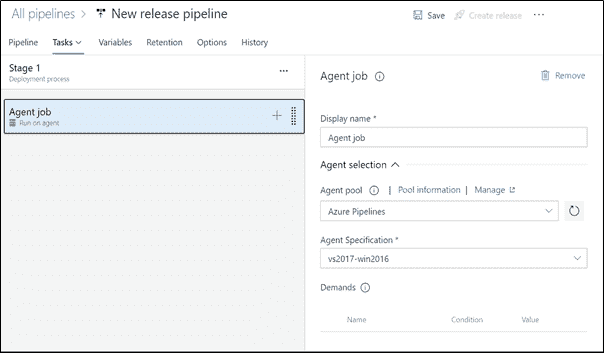 All pipelines > New release pipeline
Save Create release ...
Pipeline Tasks Variables Retention Options History
Stage 1 ...
Deployment process
Agent job
Run on agent
Agent job Remove
Display name *
Agent job
Agent selection
Agent pool | Pool information | Manage
Azure Pipelines
Agent Specification *
vs2017-win2016
Demands
Name Condition Value